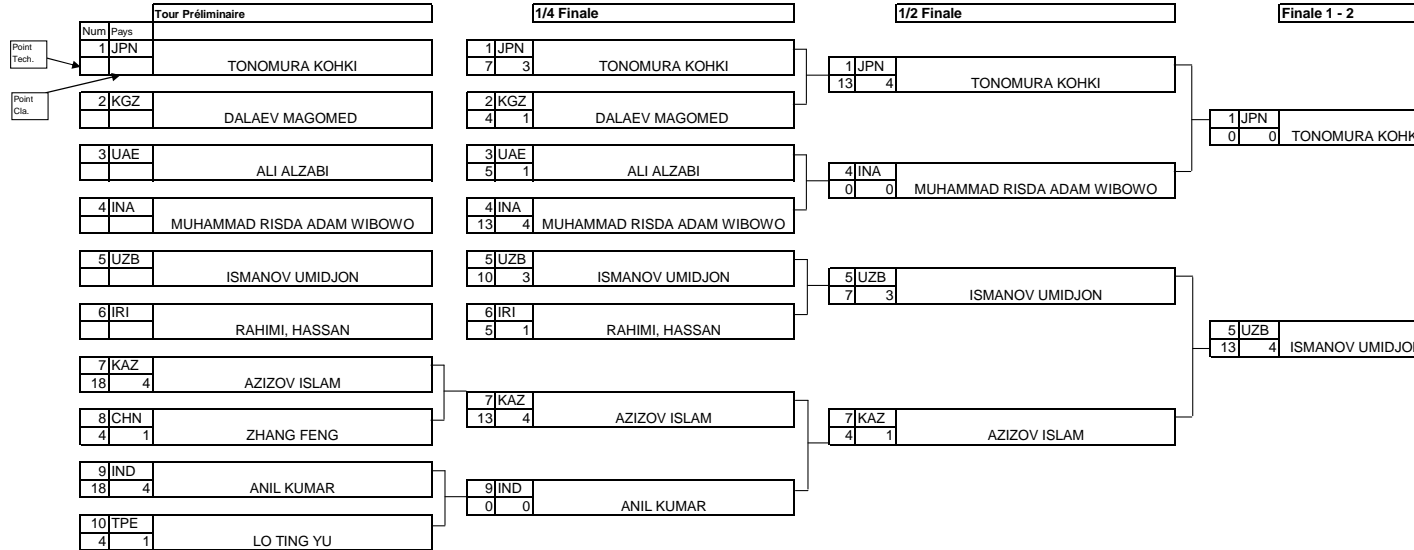 Tour Préliminaire
1/4 Finale
1/2 Finale
Finale 1 - 2
Num Pays
Point
Tech.
Point
Cla.
1 JPN
TONOMURA KOHKI
2 KGZ
DALAEV MAGOMED
3 UAE
ALI ALZABI
4 INA
MUHAMMAD RISDA ADAM WIBOWO
5 UZB
ISMANOV UMIDJON
6 IRI
RAHIMI, HASSAN
7 KAZ
18 4 AZIZOV ISLAM
8 CHN
4 1 ZHANG FENG
9 IND
18 4 ANIL KUMAR
10 TPE
4 1 LO TING YU
1 JPN
7 3 TONOMURA KOHKI
2 KGZ
4 1 DALAEV MAGOMED
3 UAE
5 1 ALI ALZABI
4 INA
13 4 MUHAMMAD RISDA ADAM WIBOWO
5 UZB
10 3 ISMANOV UMIDJON
6 IRI
5 1 RAHIMI, HASSAN
7 KAZ
13 4 AZIZOV ISLAM
9 IND
0 0 ANIL KUMAR
1 JPN
13 4 TONOMURA KOHKI
4 INA
0 0 MUHAMMAD RISDA ADAM WIBOWO
5 UZB
7 3 ISMANOV UMIDJON
7 KAZ
4 1 AZIZOV ISLAM
1 JPN
0 0 TONOMURA
5 UZB
13 4 ISMANOV